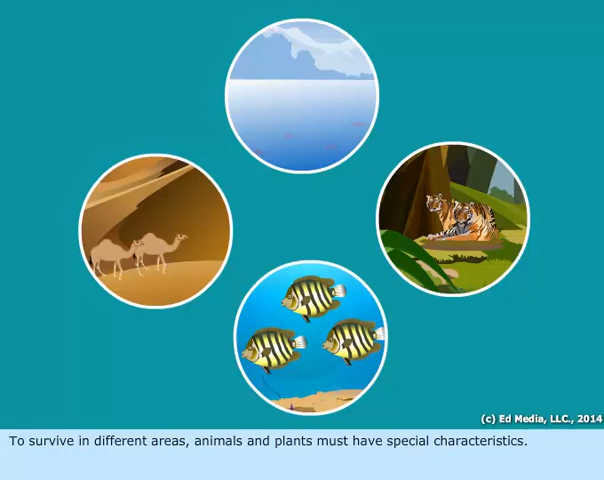 (c) Ed Media, LLC., 2014
To survive in different areas, animals and plants must have special characteristics.